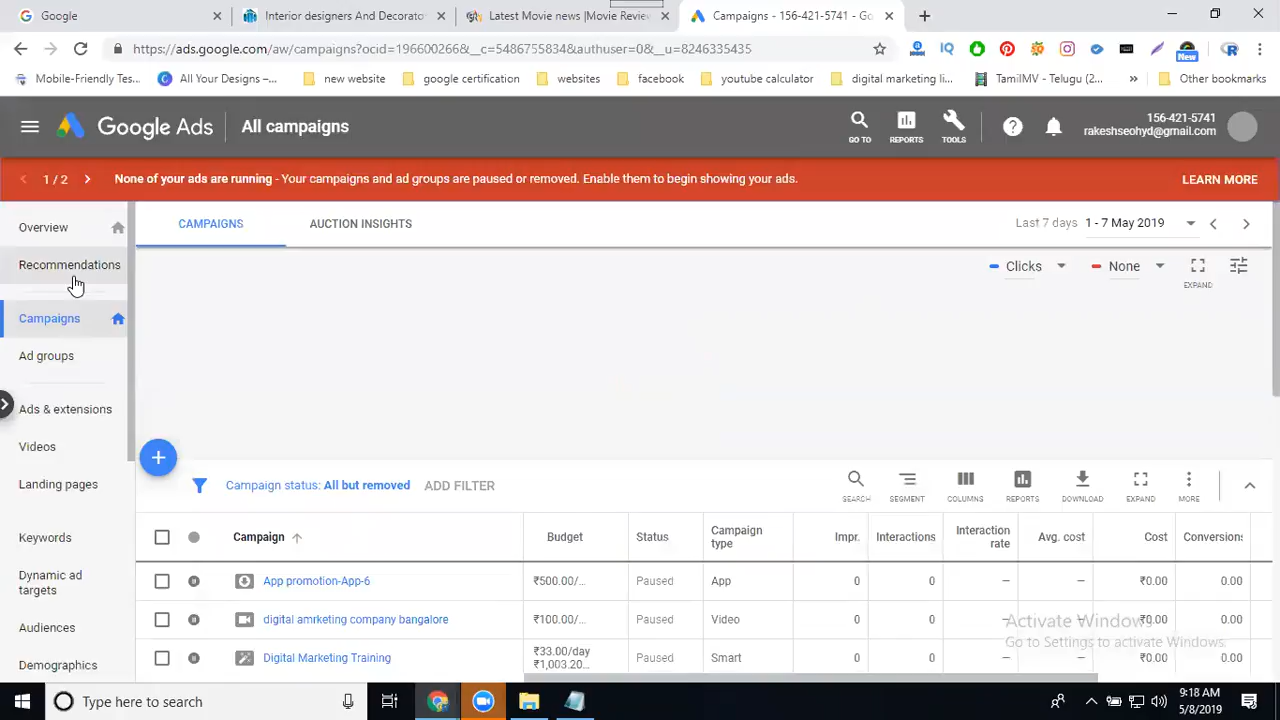 Google
Interior designers And Decorato
Latest Movie news |Movie Review
Campaigns - 156-421-5741 - Go
https://ads.google.com/aw/campaigns?ocid=196600266&__c=5486755834&authuser=0&__u=8246335435
Mobile-Friendly Tes...
All Your Designs –...
new website
google certification
websites
facebook
youtube calculator
digital marketing li...
TamilMV - Telugu (2...
»
Other bookmarks
New
Google Ads
All campaigns
GO TO
REPORTS
TOOLS
156-421-5741
rakeshseohyd@gmail.com
1 / 2
None of your ads are running - Your campaigns and ad groups are paused or removed. Enable them to begin showing your ads.
LEARN MORE
Overview
Recommendations
Campaigns
Ad groups
Ads & extensions
Videos
Landing pages
Keywords
Dynamic ad
targets
Audiences
Demographics
CAMPAIGNS
AUCTION INSIGHTS
Last 7 days 1 - 7 May 2019
Clicks
None
EXPAND
Campaign status: All but removed
ADD FILTER
SEARCH
SEGMENT
COLUMNS
REPORTS
DOWNLOAD
EXPAND
MORE
Campaign
Budget
Status
Campaign
type
Impr.
Interactions
Interaction
rate
Avg. cost
Cost
Conversions
App promotion-App-6
₹500.00/...
Paused
App
0
0
–
–
₹0.00
0.00
digital amrketing company bangalore
₹100.00/...
Paused
Video
0
0
–
–
₹0.00
0.00
Digital Marketing Training
₹33.00/day
₹1,003.20...
Paused
Smart
0
0
–
–
₹0.00
0.00
Activate Windows
Go to Settings to activate Windows.
Type here to search
9:18 AM
5/8/2019